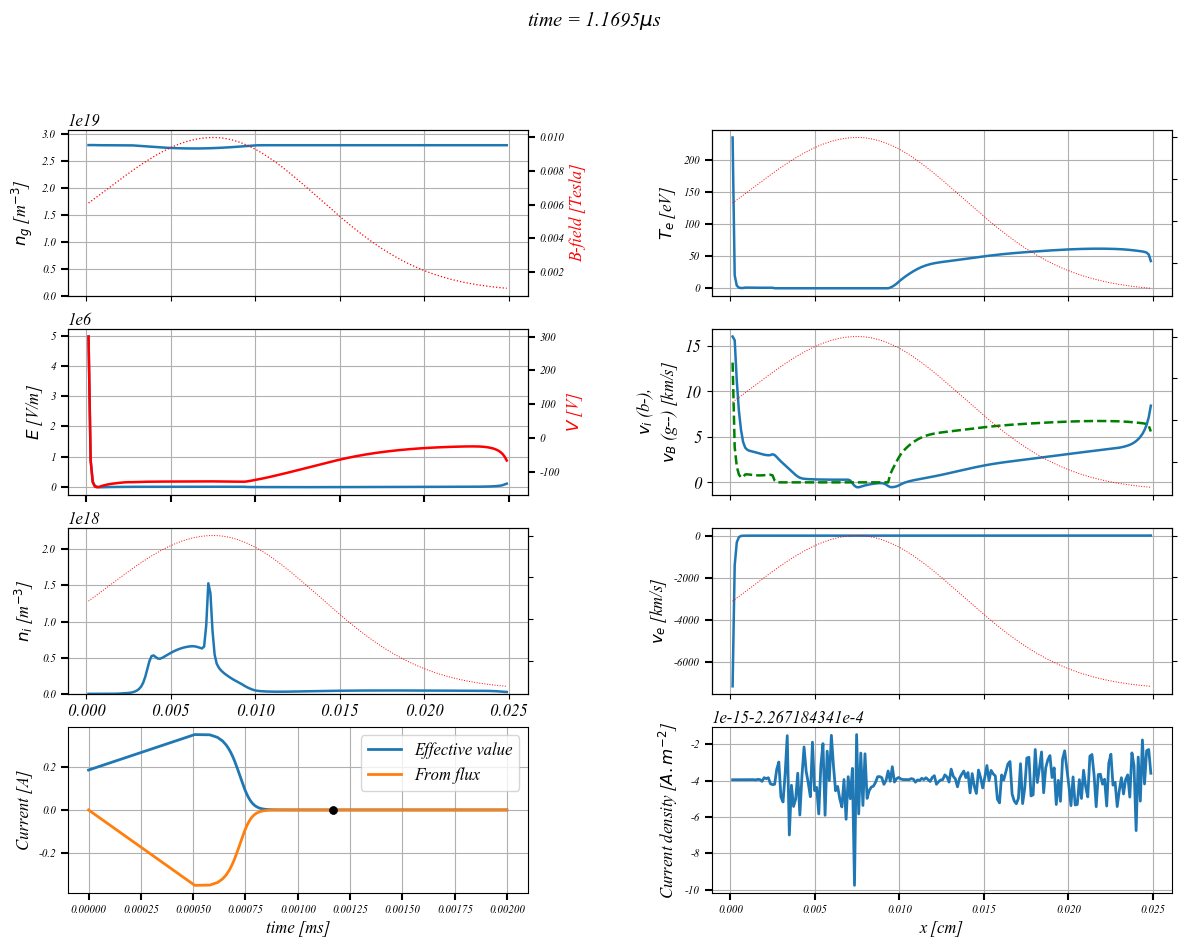 time = 1.1695μs
1e19
3.0
2.5
2.0
1.5
1.0
0.5
0.0
n_g [m^{-3}]
0.010
0.008
0.006
0.004
0.002
B-field [Tesla]
200
150
100
50
0
T_e [eV]
1e6
5
4
3
2
1
0
E [V/m]
300
200
100
0
-100
V [V]
15
10
5
0
v_i (b-),
v_B (g--) [km/s]
1e18
2.0
1.5
1.0
0.5
0.0
n_i [m^{-3}]
0.000 0.005 0.010 0.015 0.020 0.025
0
-2000
-4000
-6000
v_e [km/s]
0.2
0.0
-0.2
Current [A]
Effective value
From flux
0.00000 0.00025 0.00050 0.00075 0.00100 0.00125 0.00150 0.00175 0.00200
time [ms]
1e-15-2.267184341e-4
-2
-4
-6
-8
-10
Current density [A.m^{-2}]
0.000 0.005 0.010 0.015 0.020 0.025
x [cm]